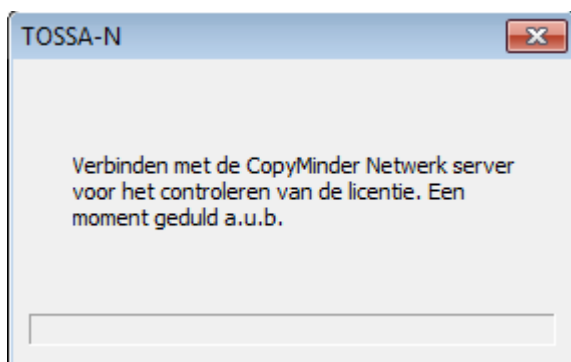 TOSSA-N
Verbinden met de CopyMinder Netwerk server
voor het controleren van de licentie. Een
moment geduld a.u.b.